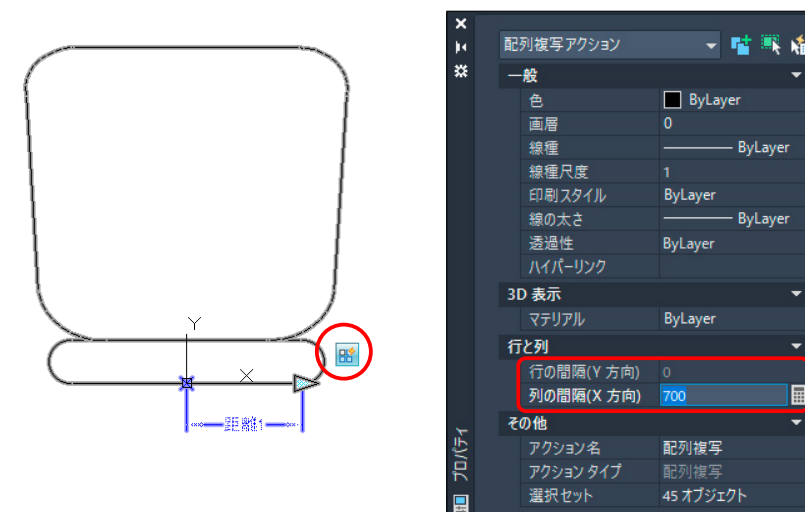 Y
X
距離1
配列複写アクション
一般
色 ByLayer
画層 0
線種 ByLayer
線種尺度 1
印刷スタイル ByLayer
線の太さ ByLayer
透過性 ByLayer
ハイパーリンク
3D 表示
マテリアル ByLayer
行と列
行の間隔(Y 方向) 0
列の間隔(X 方向) 700
その他
アクション名 配列複写
アクション タイプ 配列複写
選択セット 45 オブジェクト
プロパティ